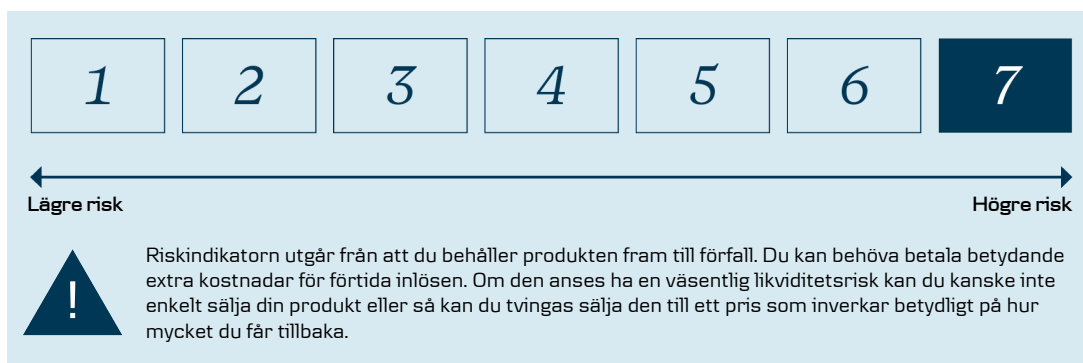 1 2 3 4 5 6 7
Lägre risk Högre risk
! Riskindikatorn utgår från att du behåller produkten fram till förfall. Du kan behöva betala betydande
extra kostnadar för förtida inlösen. Om den anses ha en väsentlig likviditetsrisk kan du kanske inte
enkelt sälja din produkt eller så kan du tvingas sälja den till ett pris som inverkar betydligt på hur
mycket du får tillbaka.